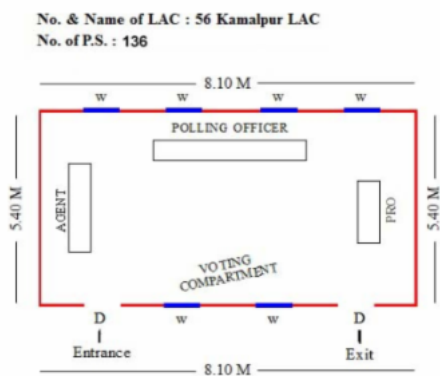 No. & Name of LAC : 56 Kamalpur LAC
No. of P.S. : 136
8.10 M
w w w w
POLLING OFFICER
5.40 M
AGENT
PRO
5.40 M
VOTING
COMPARTMENT
D w w D
Entrance Exit
8.10 M